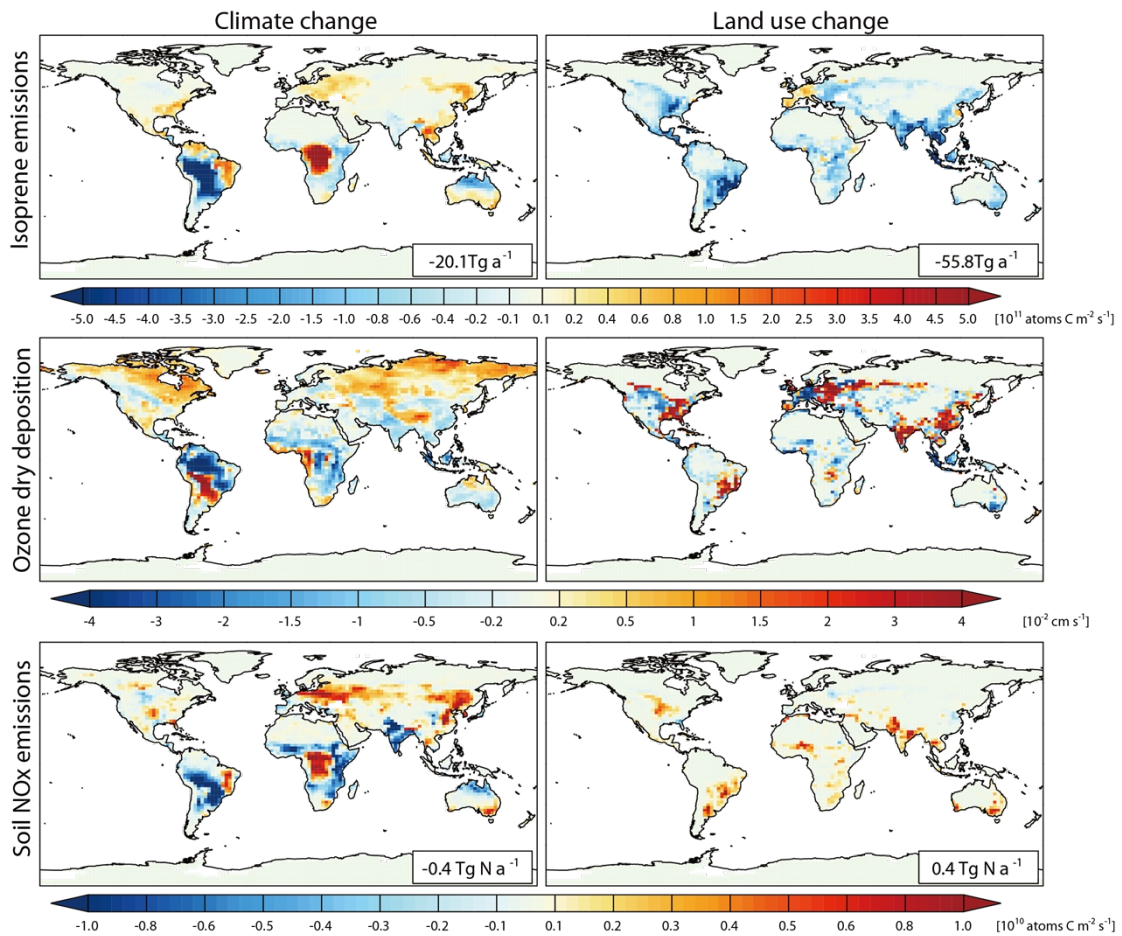 Climate change
Land use change
Isoprene emissions
-20.1Tg a⁻¹
-55.8Tg a⁻¹
-5.0 -4.5 -4.0 -3.5 -3.0 -2.5 -2.0 -1.5 -1.0 -0.8 -0.6 -0.4 -0.2 -0.1 0.1 0.2 0.4 0.6 0.8 1.0 1.5 2.0 2.5 3.0 3.5 4.0 4.5 5.0 [10¹¹ atoms C m⁻² s⁻¹]
Ozone dry deposition
-4 -3 -2 -1.5 -1 -0.5 -0.2 0.2 0.5 1 1.5 2 3 4 [10⁻² cm s⁻¹]
Soil NOx emissions
-0.4 Tg N a⁻¹
0.4 Tg N a⁻¹
-1.0 -0.8 -0.6 -0.5 -0.4 -0.3 -0.2 -0.1 0.1 0.2 0.3 0.4 0.5 0.6 0.8 1.0 [10¹⁰ atoms C m⁻² s⁻¹]